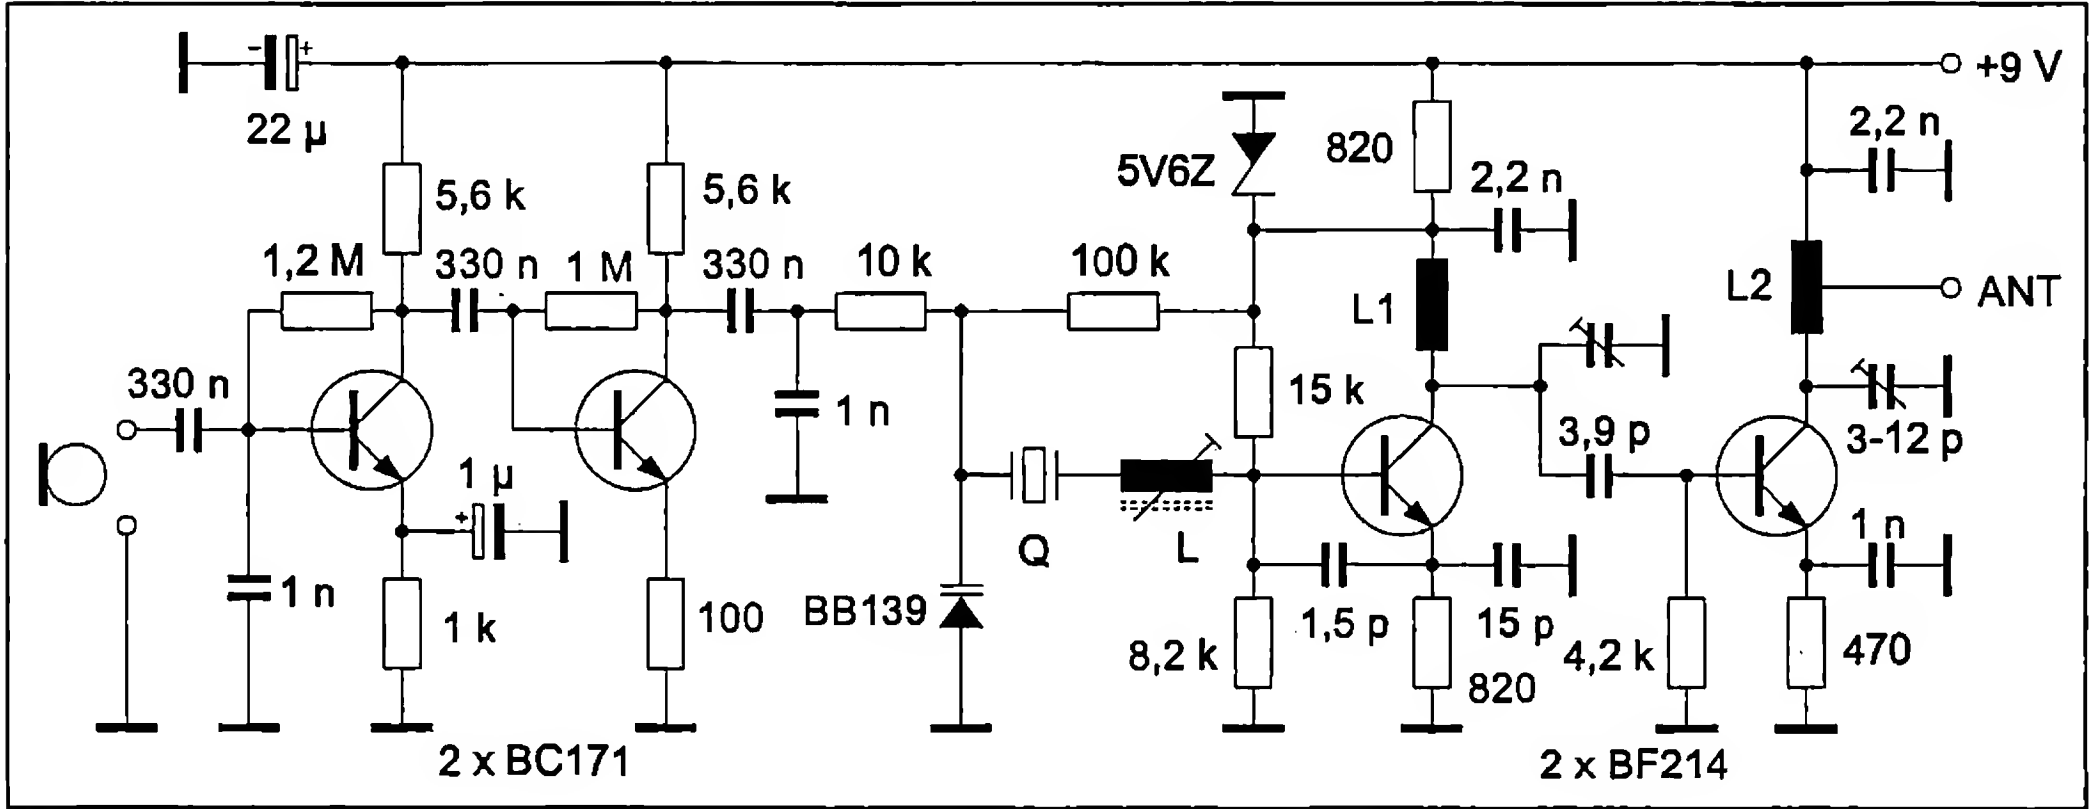 - +
22 µ
+9 V
2,2 n
820
5V6Z
2,2 n
5,6 k
5,6 k
1,2 M
330 n
1 M
330 n
10 k
100 k
L1
L2
ANT
330 n
1 n
15 k
3,9 p
3-12 p
1 µ
+
Q
L
1 n
1 n
1 k
100
BB139
8,2 k
1,5 p
15 p
820
4,2 k
470
2 x BC171
2 x BF214